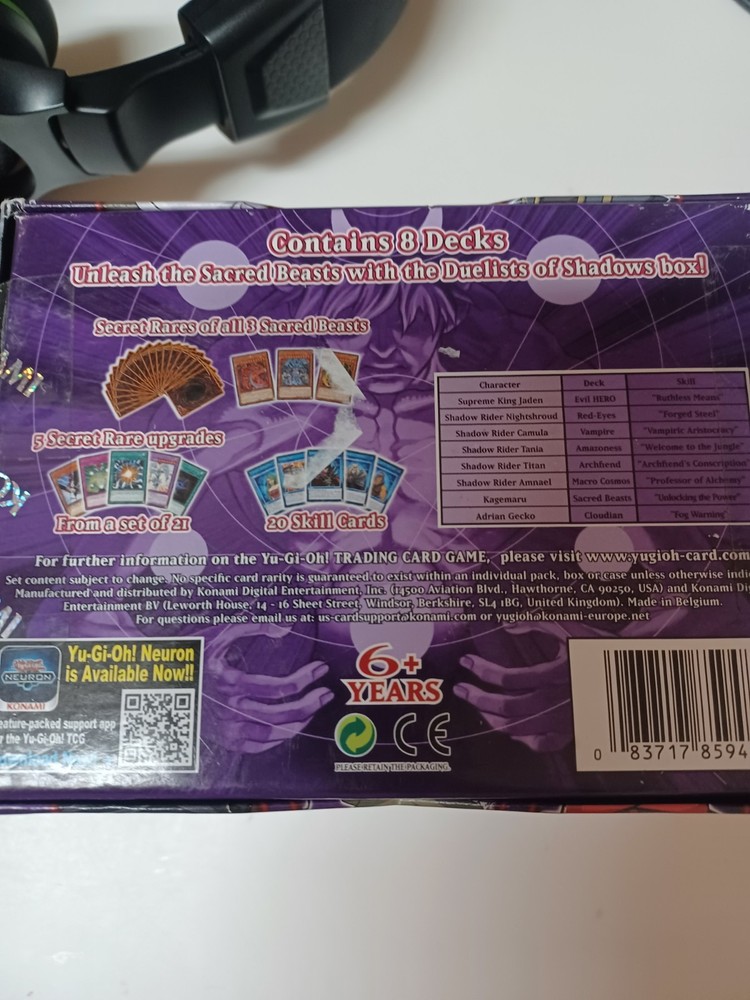 Contains 8 Decks
Unleash the Sacred Beasts with the Duelists of Shadows box!
Secret Rares of all 3 Sacred Beasts
5 Secret Rare upgrades
From a set of 21
20 Skill Cards
Character Deck Skill
Supreme King Jaden Evil HERO "Ruthless Means"
Shadow Rider Nightshroud Red-Eyes "Forged Steel"
Shadow Rider Camula Vampire "Vampiric Aristocracy"
Shadow Rider Tania Amazoness "Welcome to the Jungle"
Shadow Rider Titan Archfiend "Archfiend's Conscription
Shadow Rider Amnael Macro Cosmos "Professor of Alchemy"
Kagemaru Sacred Beasts "Unlocking the Power"
Adrian Gecko Cloudian "Fog Warning"
For further information on the Yu-Gi-Oh! TRADING CARD GAME, please visit www.yugioh-card.com
Set content subject to change. No specific card rarity is guaranteed to exist within an individual pack, box or case unless otherwise indi
Manufactured and distributed by Konami Digital Entertainment, Inc. (14500 Aviation Blvd., Hawthorne, CA 90250, USA) and Konami Di
Entertainment BV (Leworth House, 14 - 16 Sheet Street, Windsor, Berkshire, SL4 1BG, United Kingdom). Made in Belgium.
For questions please email us at: us-cardsupport@konami.com or yugioh@konami-europe.net
Yu-Gi-Oh! Neuron
is Available Now!!
NEURON
KONAMI
eature-packed support app
r the Yu-Gi-Oh! TCG
6+
YEARS
CE
PLEASE RETAIN THE PACKAGING.
0 83717 8594